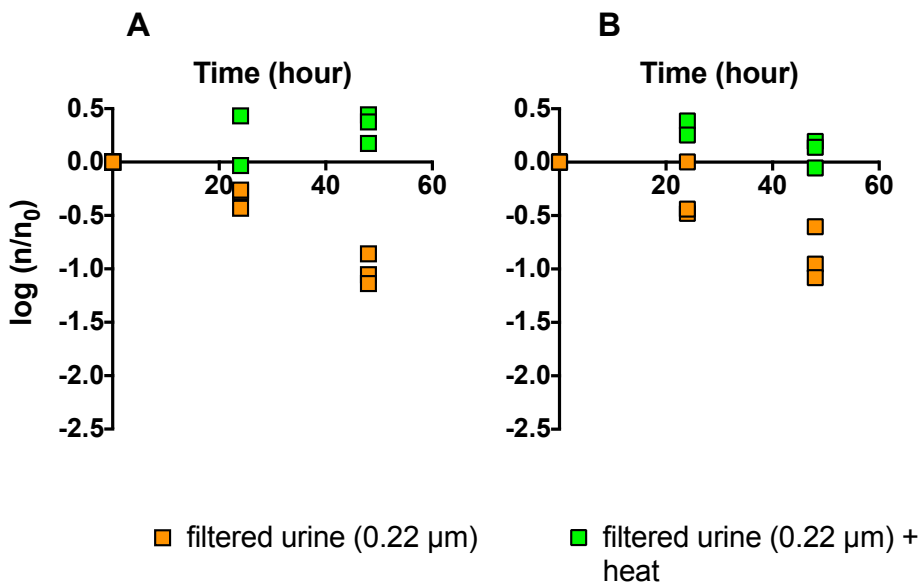 A
B
Time (hour)
Time (hour)
0.5
0.0
20
40
60
-0.5
-1.0
-1.5
-2.0
-2.5
log (n/n0)
0.5
0.0
20
40
60
-0.5
-1.0
-1.5
-2.0
-2.5
filtered urine (0.22 µm)
filtered urine (0.22 µm) +
heat